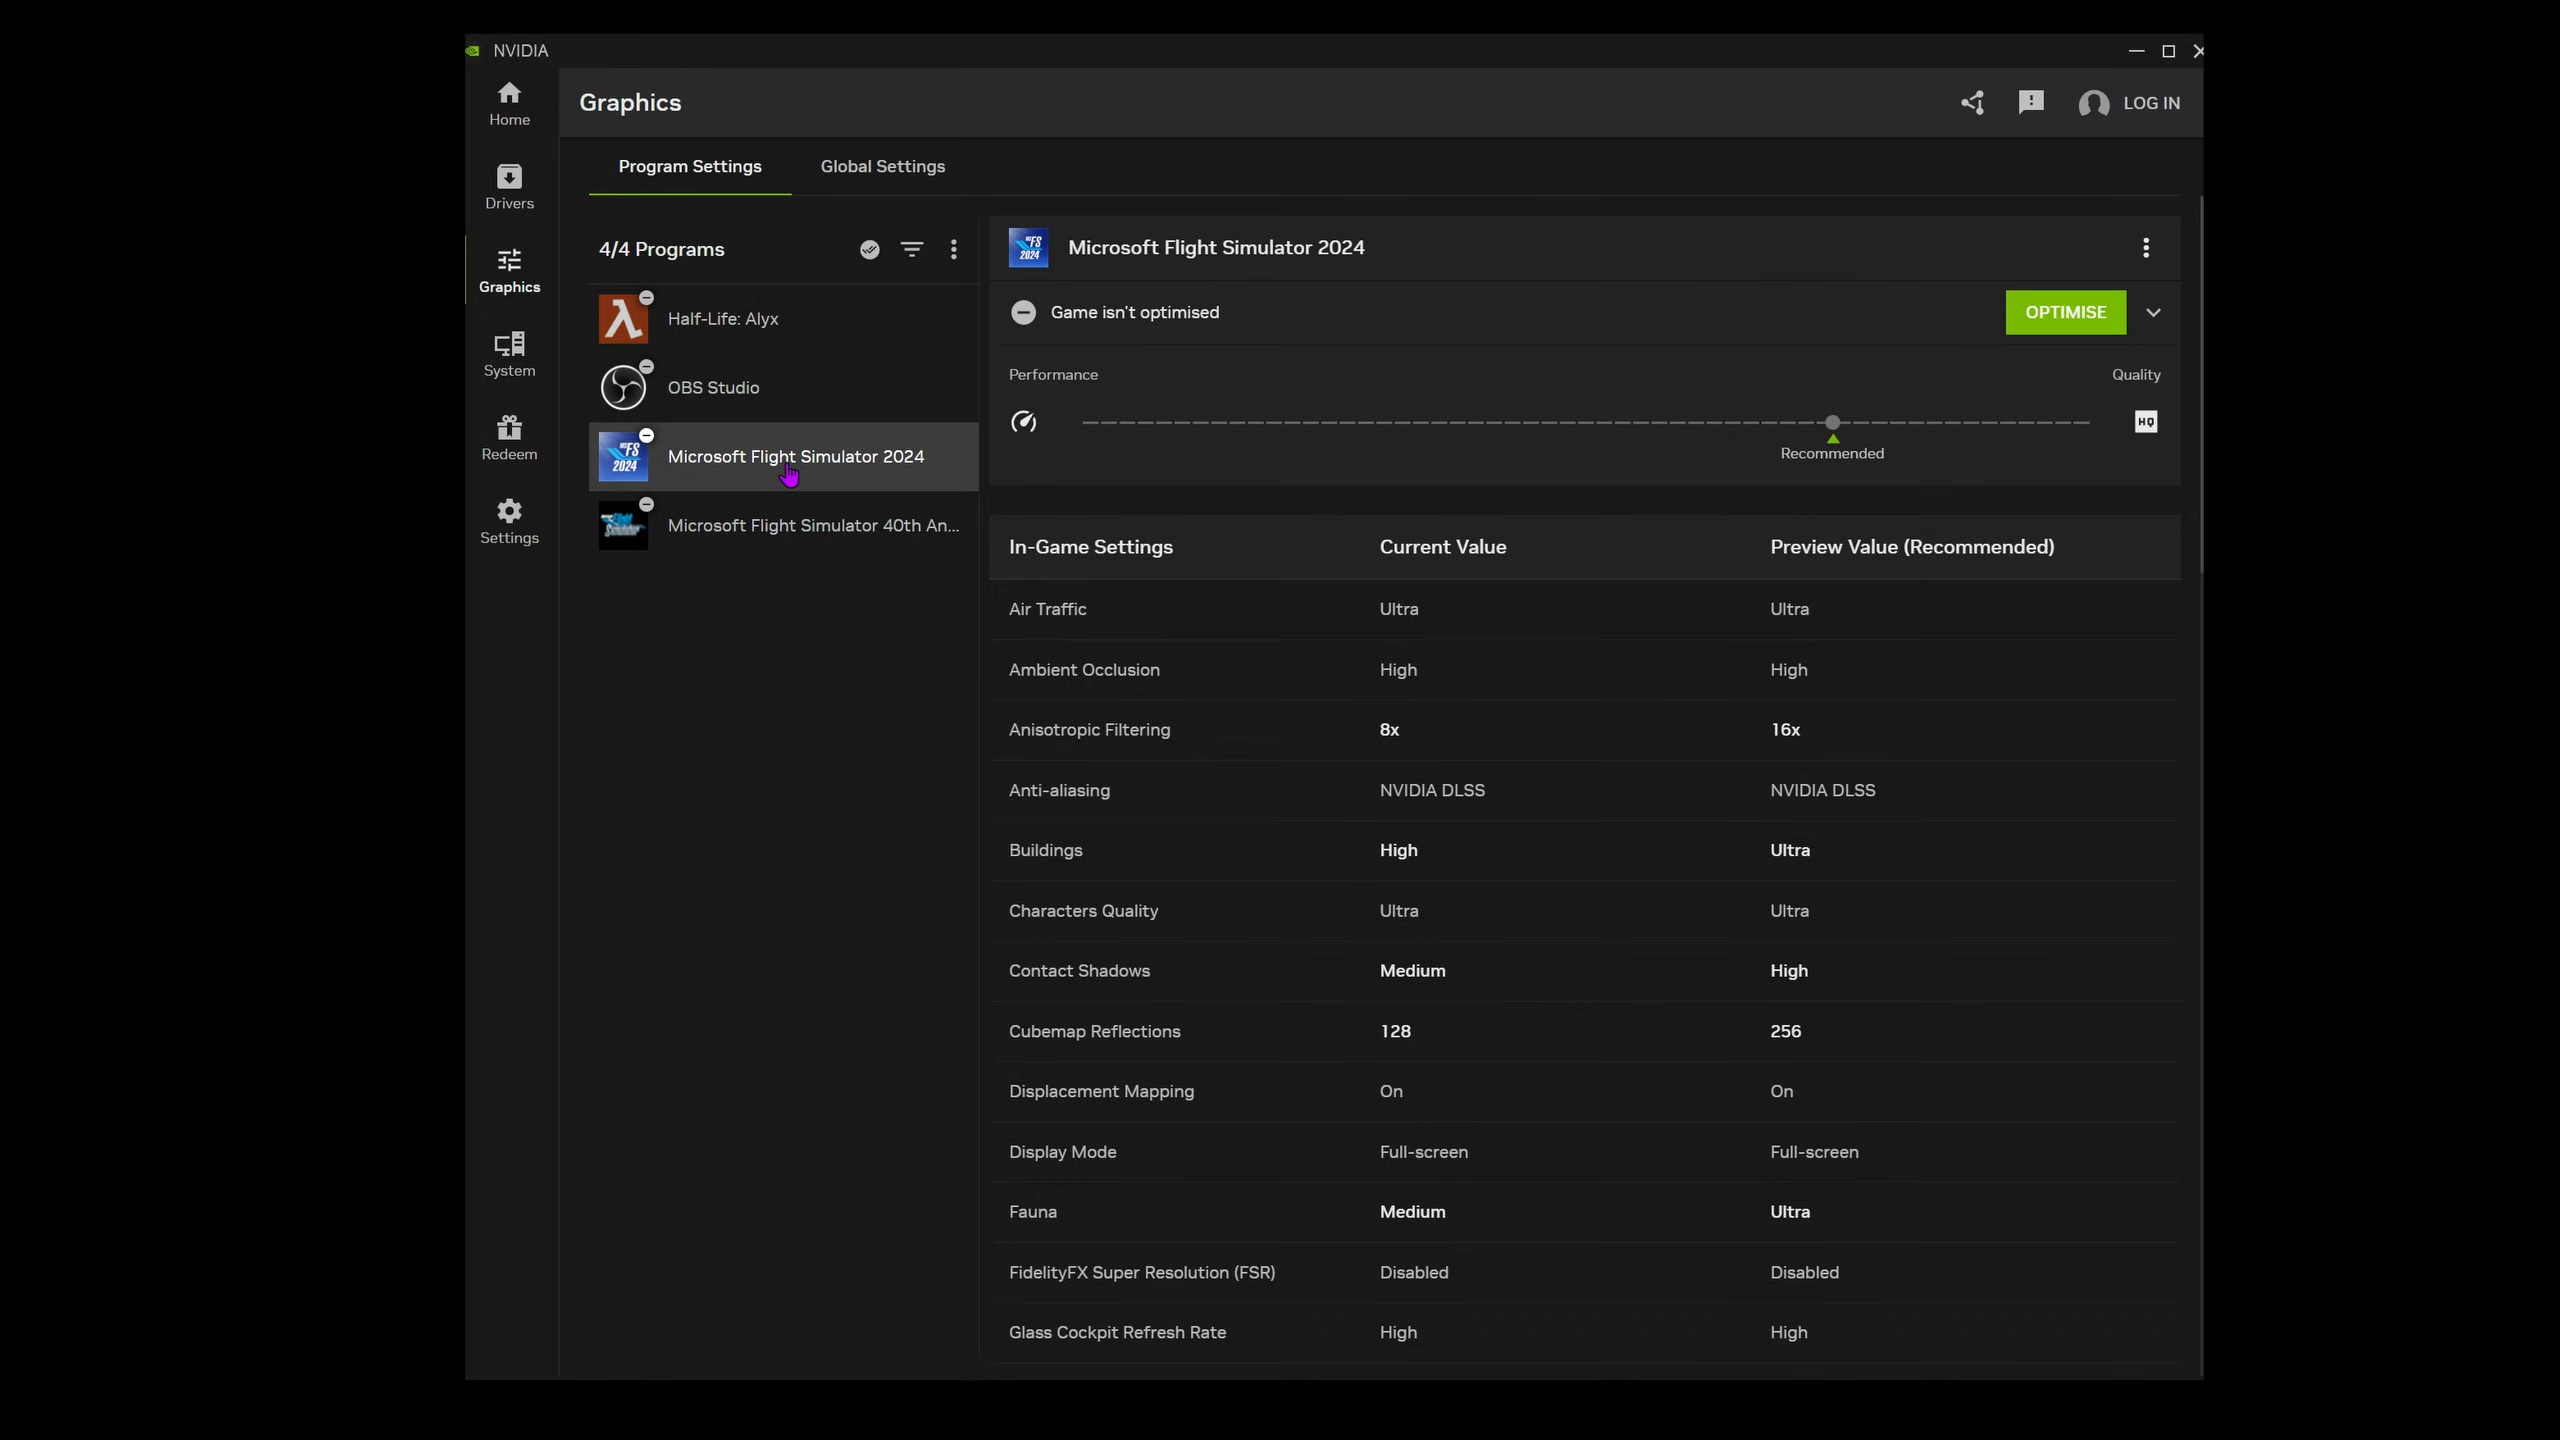 NVIDIA
Graphics
LOG IN
Home
Drivers
Graphics
System
Redeem
Settings
Program Settings Global Settings
4/4 Programs
Half-Life: Alyx
OBS Studio
Microsoft Flight Simulator 2024
Microsoft Flight Simulator 40th An...
FS
2024
Microsoft Flight Simulator 2024
Game isn't optimised OPTIMISE
Performance Quality
HQ
Recommended
In-Game Settings Current Value Preview Value (Recommended)
Air Traffic Ultra Ultra
Ambient Occlusion High High
Anisotropic Filtering 8x 16x
Anti-aliasing NVIDIA DLSS NVIDIA DLSS
Buildings High Ultra
Characters Quality Ultra Ultra
Contact Shadows Medium High
Cubemap Reflections 128 256
Displacement Mapping On On
Display Mode Full-screen Full-screen
Fauna Medium Ultra
FidelityFX Super Resolution (FSR) Disabled Disabled
Glass Cockpit Refresh Rate High High